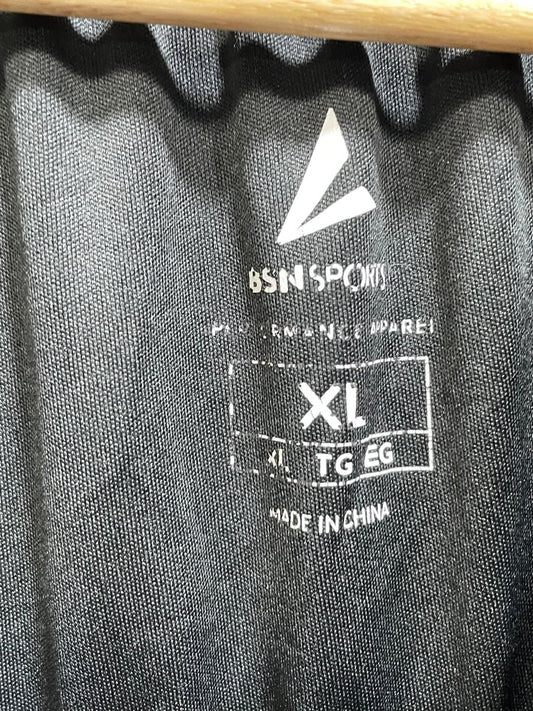 BSN SPORTS
PERFORMANCE APPAREL
XL
XL TG EG
MADE IN CHINA